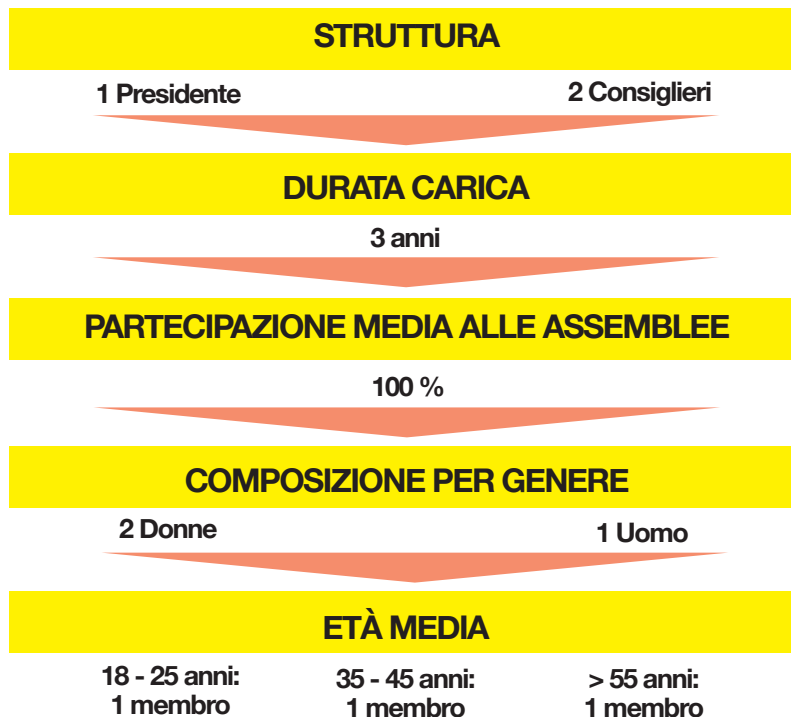 STRUTTURA
1 Presidente
2 Consiglieri
DURATA CARICA
3 anni
PARTECIPAZIONE MEDIA ALLE ASSEMBLEE
100 %
COMPOSIZIONE PER GENERE
2 Donne
1 Uomo
ETÀ MEDIA
18 - 25 anni:
1 membro
35 - 45 anni:
1 membro
> 55 anni:
1 membro